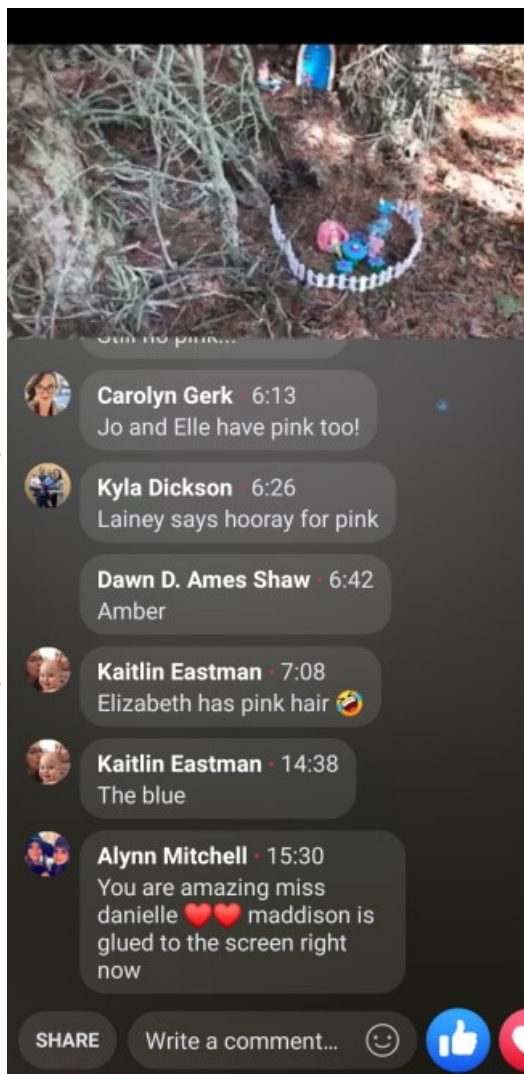 Still no pink...
Carolyn Gerk · 6:13
Jo and Elle have pink too!
Kyla Dickson · 6:26
Lainey says hooray for pink
Dawn D. Ames Shaw · 6:42
Amber
Kaitlin Eastman · 7:08
Elizabeth has pink hair 🤣
Kaitlin Eastman · 14:38
The blue
Alynn Mitchell · 15:30
You are amazing miss
danielle ❤️❤️ maddison is
glued to the screen right
now
SHARE
Write a comment...